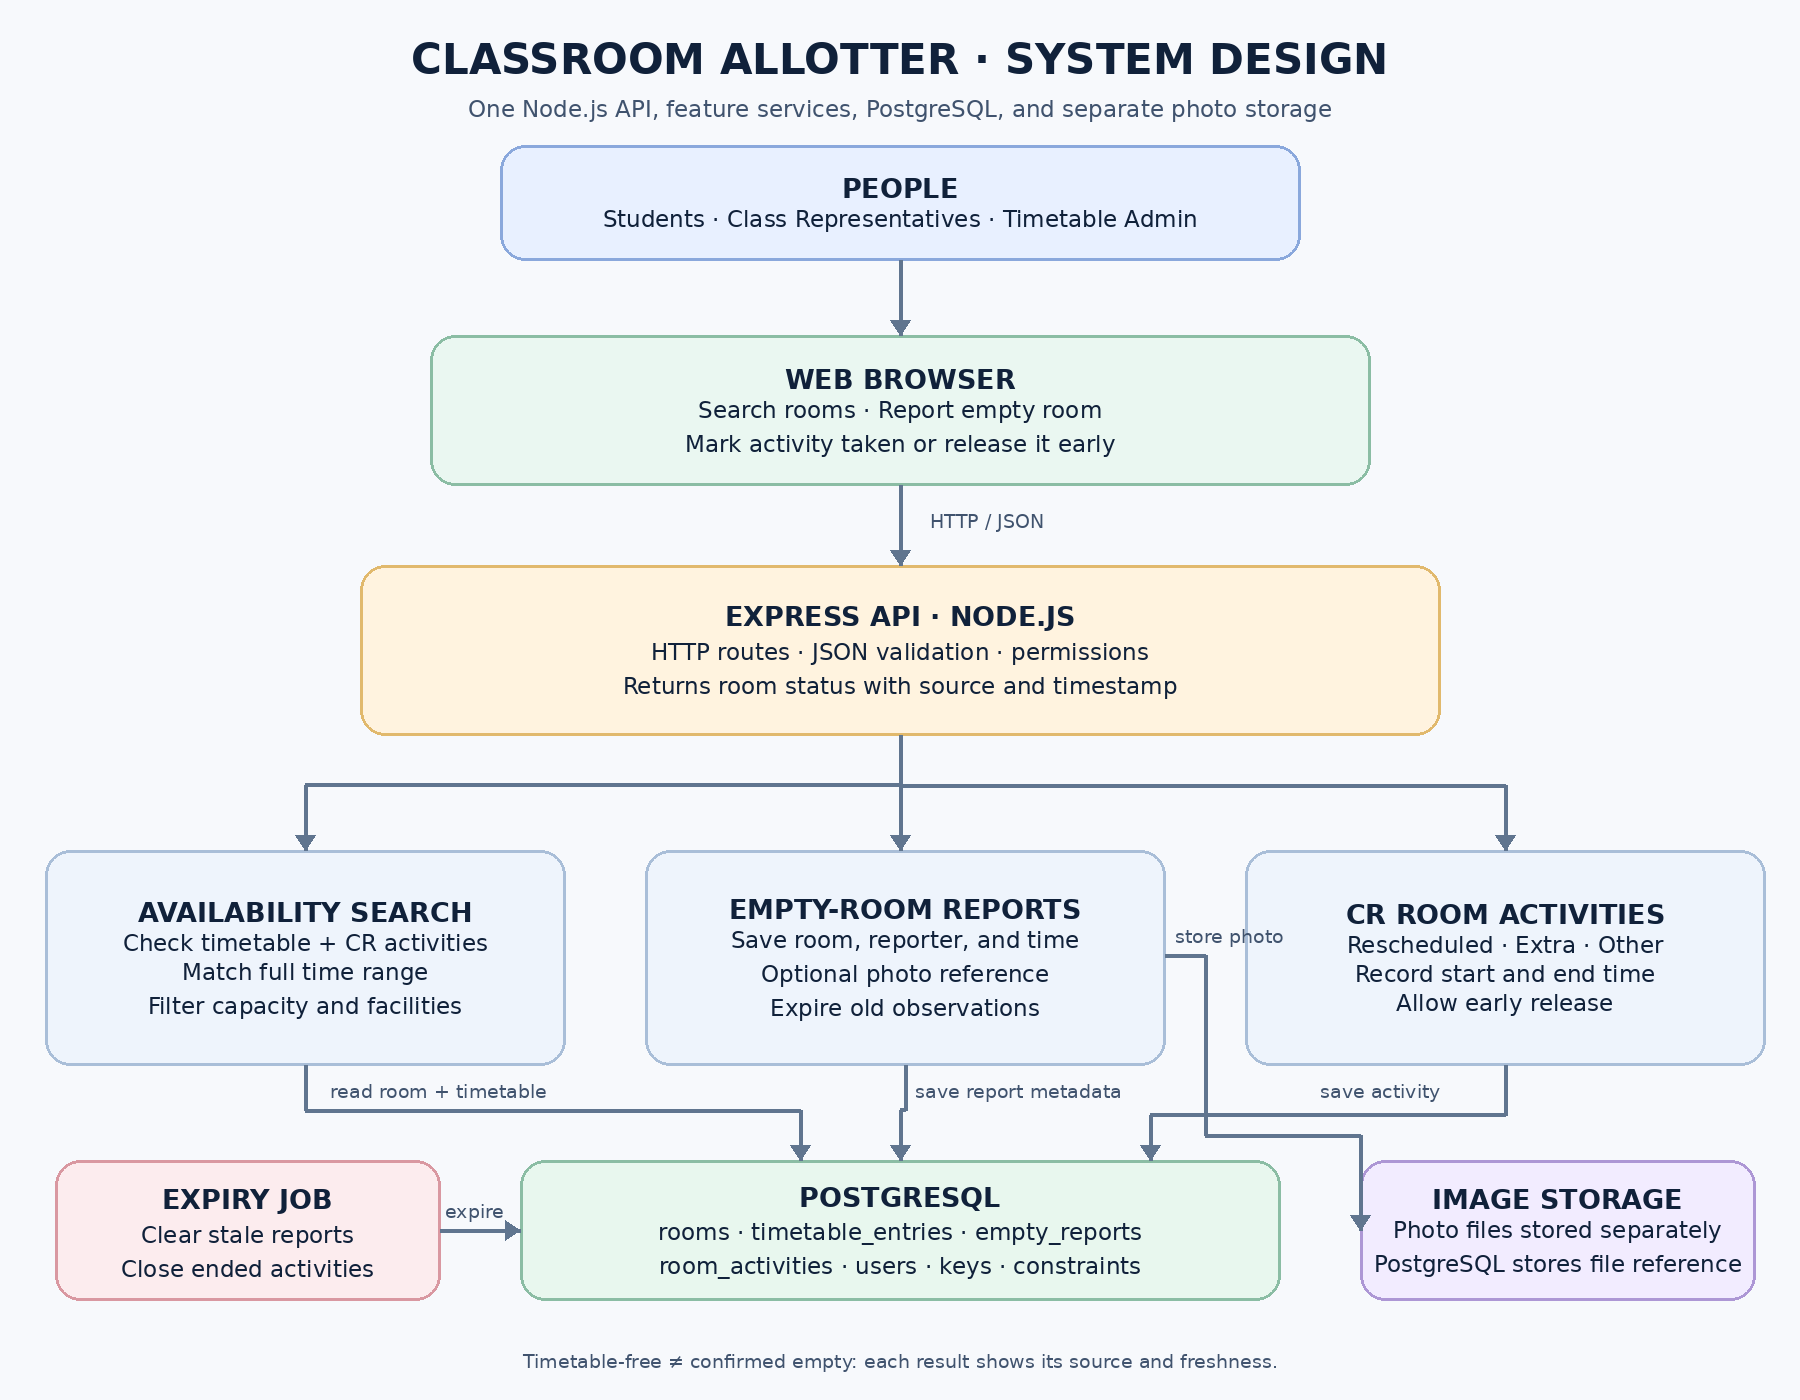 CLASSROOM ALLOTTER · SYSTEM DESIGN
One Node.js API, feature services, PostgreSQL, and separate photo storage
PEOPLE
Students · Class Representatives · Timetable Admin
WEB BROWSER
Search rooms · Report empty room
Mark activity taken or release it early
HTTP / JSON
EXPRESS API · NODE.JS
HTTP routes · JSON validation · permissions
Returns room status with source and timestamp
AVAILABILITY SEARCH
Check timetable + CR activities
Match full time range
Filter capacity and facilities
EMPTY-ROOM REPORTS
Save room, reporter, and time
Optional photo reference
Expire old observations
store photo
CR ROOM ACTIVITIES
Rescheduled · Extra · Other
Record start and end time
Allow early release
read room + timetable
save report metadata
save activity
EXPIRY JOB
Clear stale reports
Close ended activities
expire
POSTGRESQL
rooms · timetable_entries · empty_reports
room_activities · users · keys · constraints
IMAGE STORAGE
Photo files stored separately
PostgreSQL stores file reference
Timetable-free ≠ confirmed empty: each result shows its source and freshness.